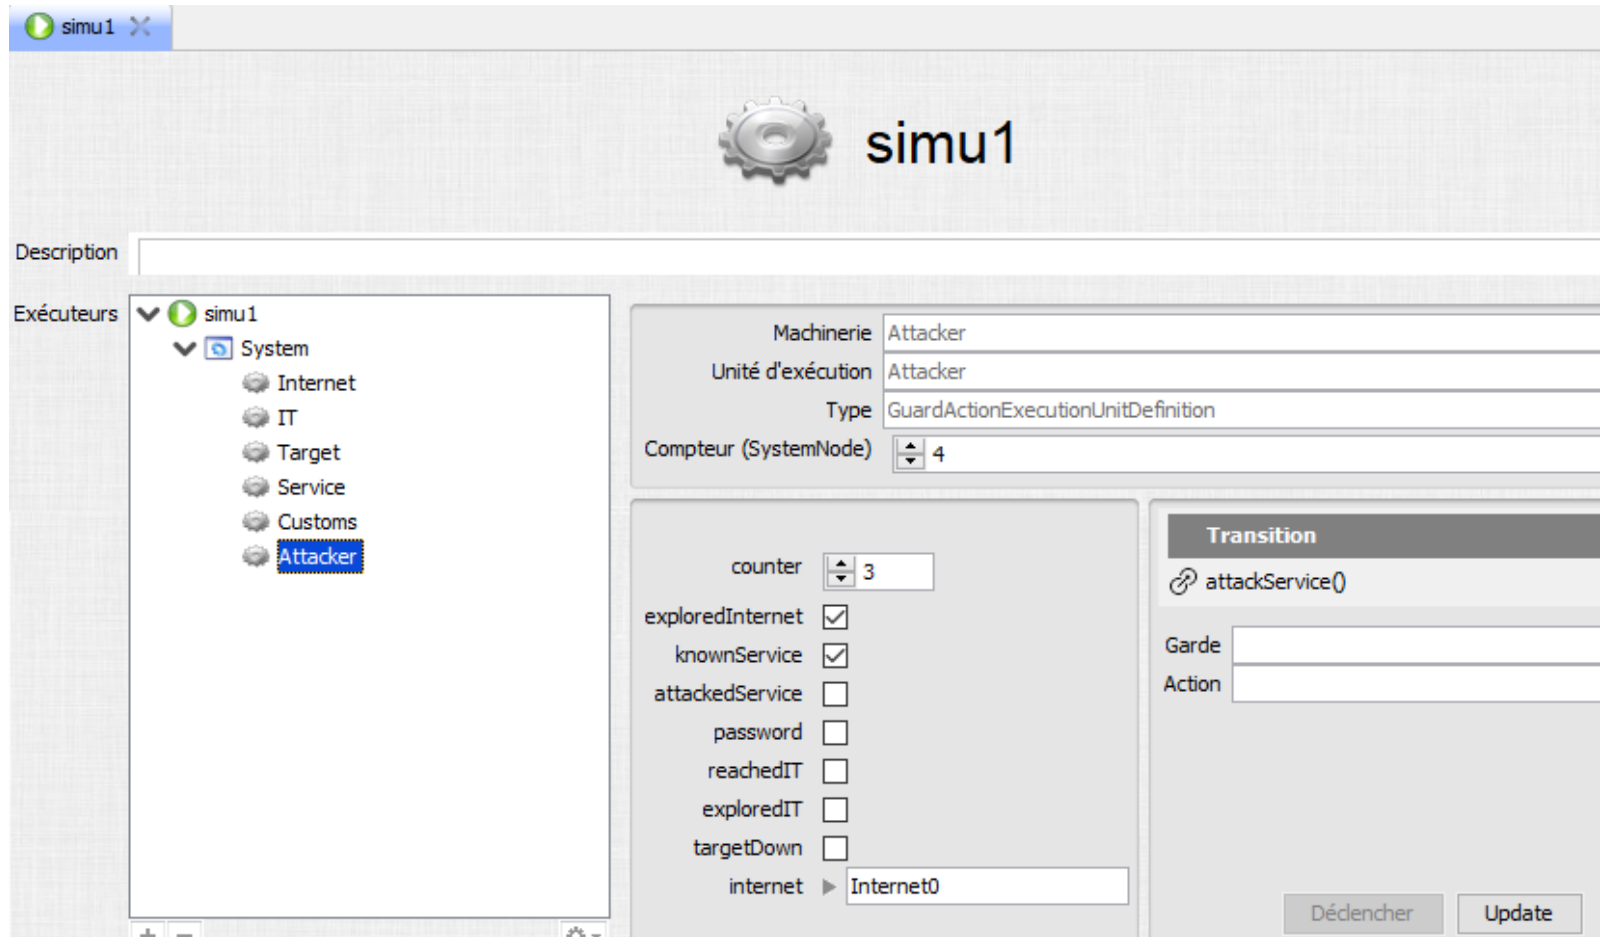 simu1
simu1
Description
Exécuteurs
simu1
System
Internet
IT
Target
Service
Customs
Attacker
Machinerie Attacker
Unité d'exécution Attacker
Type GuardActionExecutionUnitDefinition
Compteur (SystemNode) 4
counter 3
exploredInternet
knownService
attackedService
password
reachedIT
exploredIT
targetDown
internet Internet0
Transition
attackService()
Garde
Action
Déclencher Update